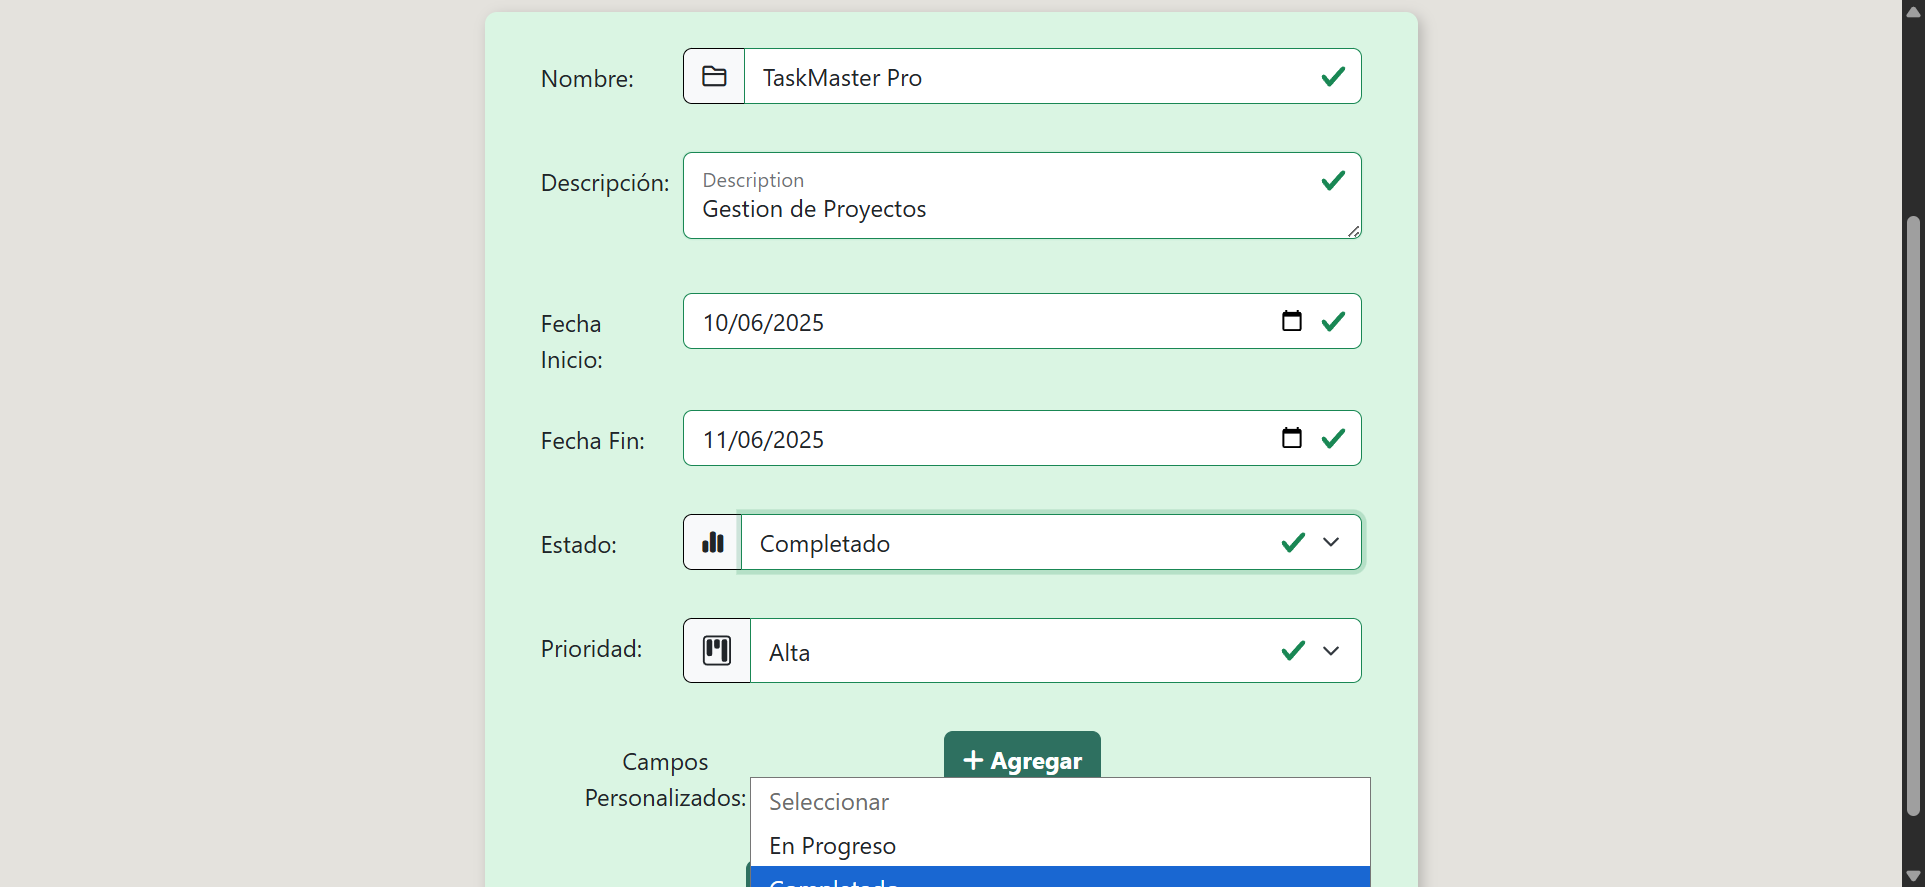 Nombre:
TaskMaster Pro
Descripción:
Description
Gestion de Proyectos
Fecha
Inicio:
10/06/2025
Fecha Fin:
11/06/2025
Estado:
Completado
Prioridad:
Alta
Campos
Personalizados:
+ Agregar
Seleccionar
En Progreso
Completado